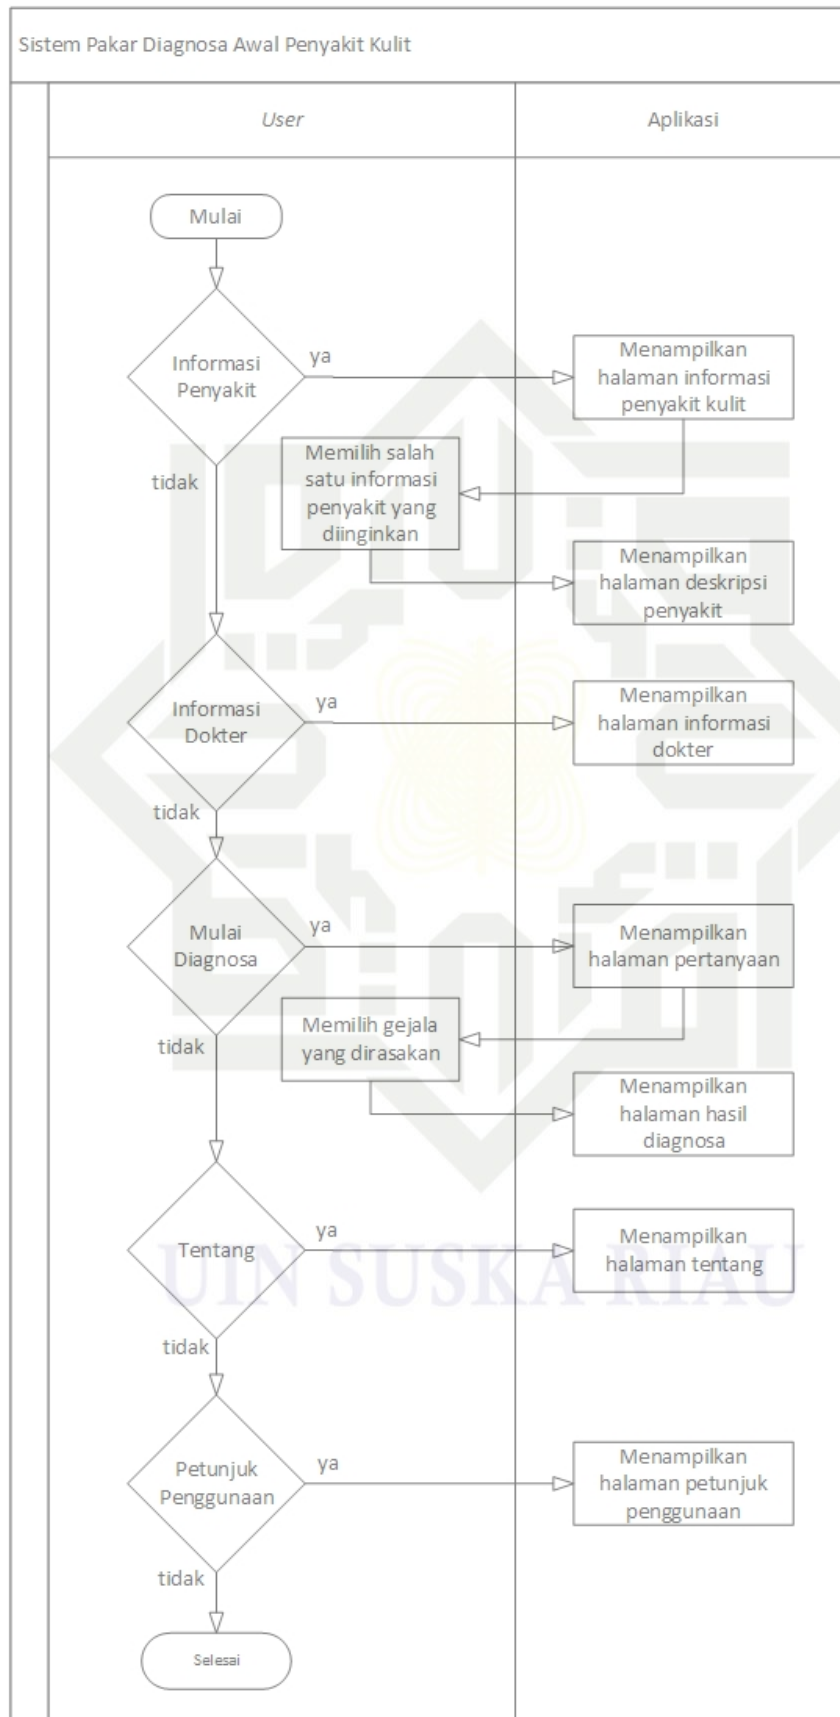 Sistem Pakar Diagnosa Awal Penyakit Kulit
User
Aplikasi
Mulai
Informasi
Penyakit
ya
Menampilkan
halaman informasi
penyakit kulit
tidak
Memilih salah
satu informasi
penyakit yang
diinginkan
Menampilkan
halaman deskripsi
penyakit
Informasi
Dokter
ya
Menampilkan
halaman informasi
dokter
tidak
Mulai
Diagnosa
ya
Menampilkan
halaman pertanyaan
tidak
Memilih gejala
yang dirasakan
Menampilkan
halaman hasil
diagnosa
Tentang
ya
Menampilkan
halaman tentang
UIN SUSKA RIAU
tidak
Petunjuk
Penggunaan
ya
Menampilkan
halaman petunjuk
penggunaan
tidak
Selesai